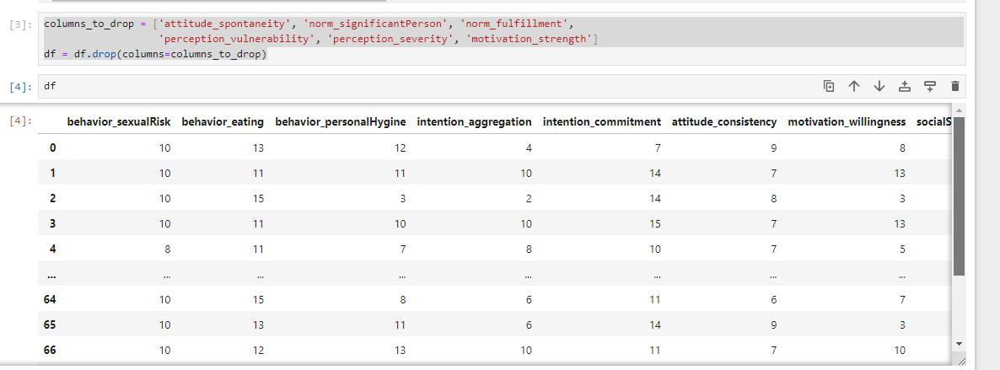 [3]: columns_to_drop = ['attitude_spontaneity', 'norm_significantPerson', 'norm_fulfillment',
'perception_vulnerability', 'perception_severity', 'motivation_strength']
df = df.drop(columns=columns_to_drop)
[4]: df
[4]: behavior_sexualRisk behavior_eating behavior_personalHygine intention_aggregation intention_commitment attitude_consistency motivation_willingness socialS
0 10 13 12 4 7 9 8
1 10 11 11 10 14 7 13
2 10 15 3 2 14 8 3
3 10 11 10 10 15 7 13
4 8 11 7 8 10 7 5
... ... ... ... ... ... ... ...
64 10 15 8 6 11 6 7
65 10 13 11 6 14 9 3
66 10 12 13 10 11 7 10